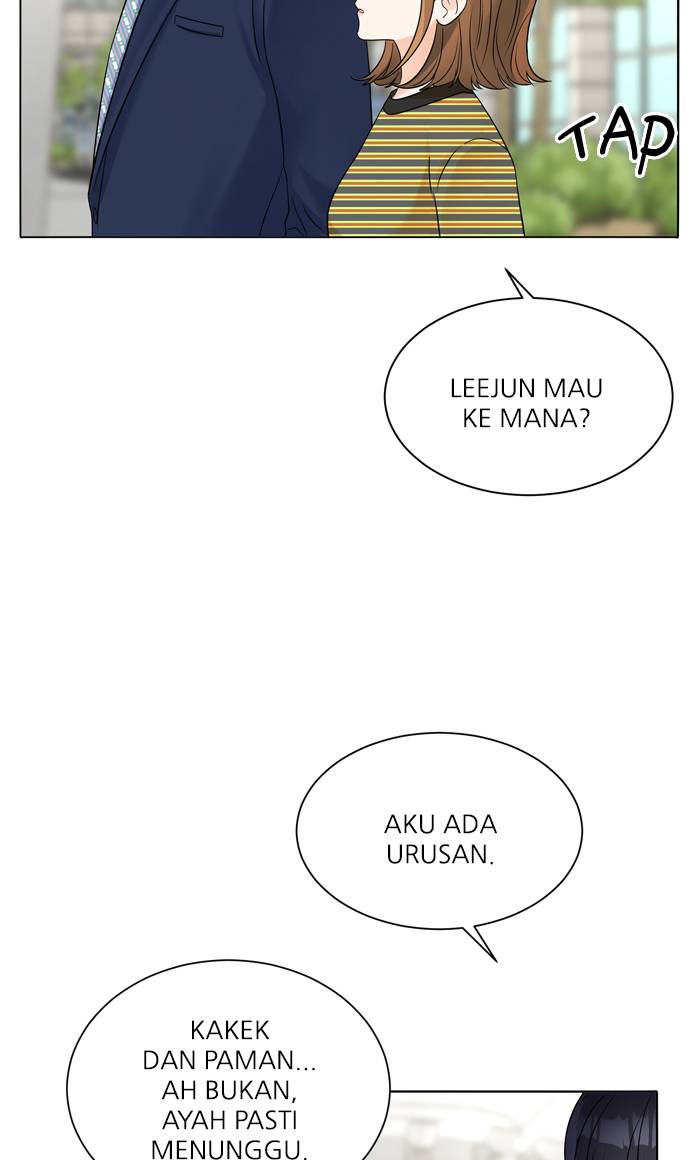 TAP
LEEJUN MAU
KE MANA?
AKU ADA
URUSAN.
KAKEK
DAN PAMAN...
AH BUKAN,
AYAH PASTI
MENUNGGU.